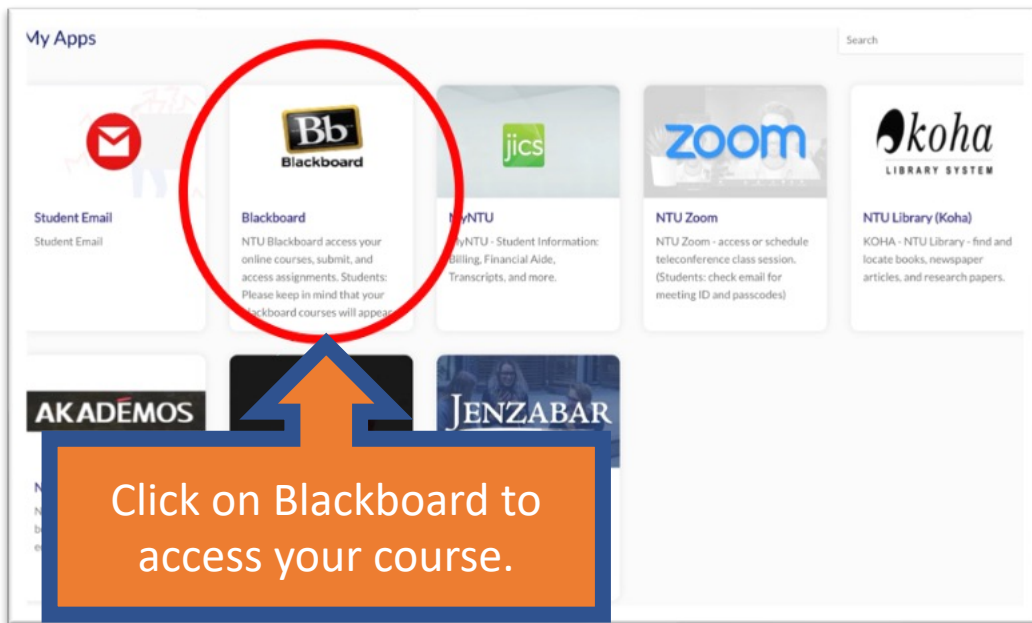 My Apps
Search
Bb
Blackboard
jics
zoom
koha
LIBRARY SYSTEM
Student Email
Student Email
Blackboard
NTU Blackboard access your
online courses, submit, and
access assignments. Students:
Please keep in mind that your
blackboard courses will appear
MyNTU
MyNTU - Student Information:
Billing, Financial Aide,
Transcripts, and more.
NTU Zoom
NTU Zoom - access or schedule
teleconference class session.
(Students: check email for
meeting ID and passcodes)
NTU Library (Koha)
KOHA - NTU Library - find and
locate books, newspaper
articles, and research papers.
AKADĒMOS
JENZABAR
Click on Blackboard to
access your course.